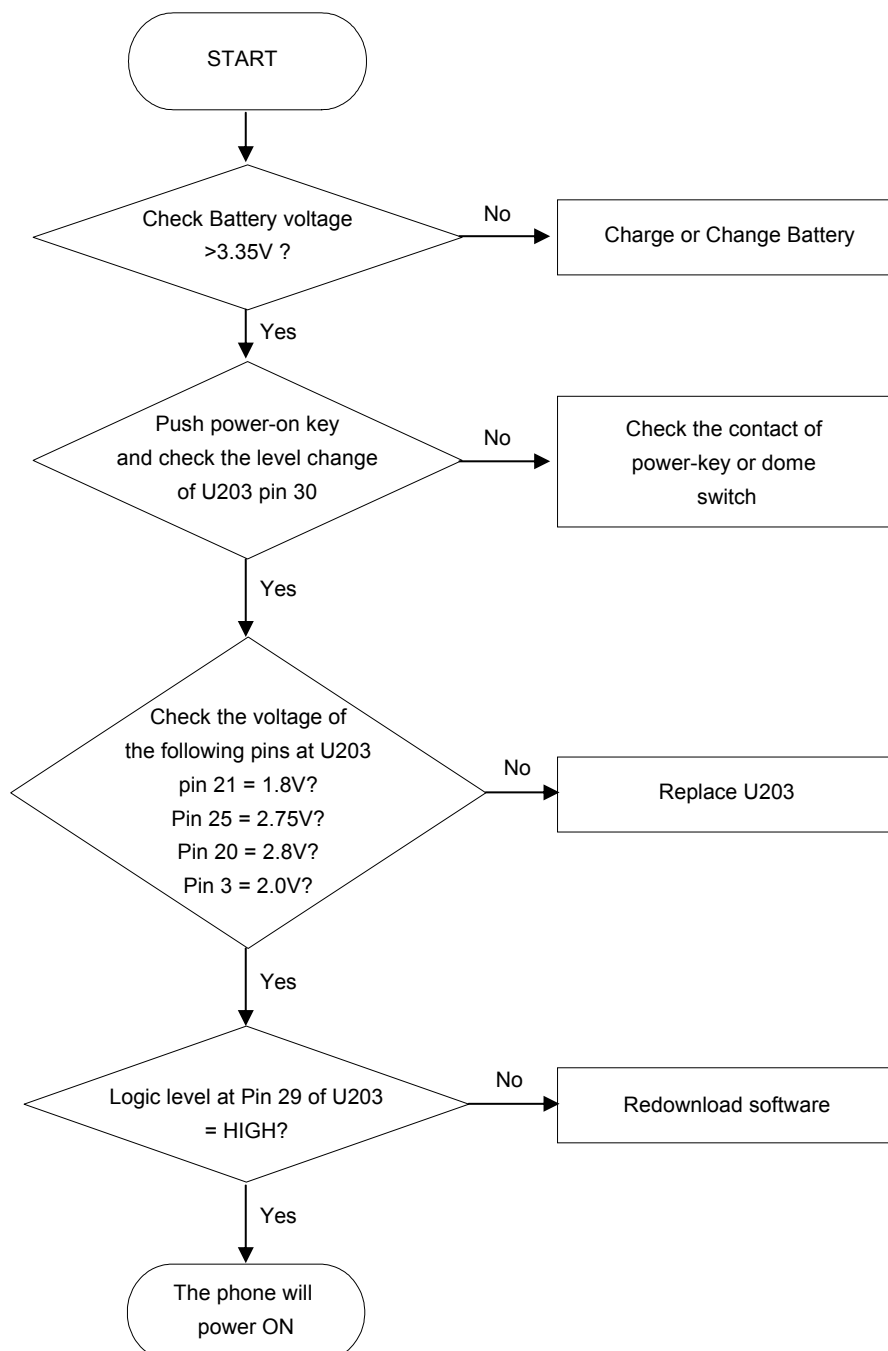 START
Check Battery voltage
>3.35V ?
No
Charge or Change Battery
Yes
Push power-on key
and check the level change
of U203 pin 30
No
Check the contact of
power-key or dome
switch
Yes
Check the voltage of
the following pins at U203
pin 21 = 1.8V?
Pin 25 = 2.75V?
Pin 20 = 2.8V?
Pin 3 = 2.0V?
No
Replace U203
Yes
Logic level at Pin 29 of U203
= HIGH?
No
Redownload software
Yes
The phone will
power ON